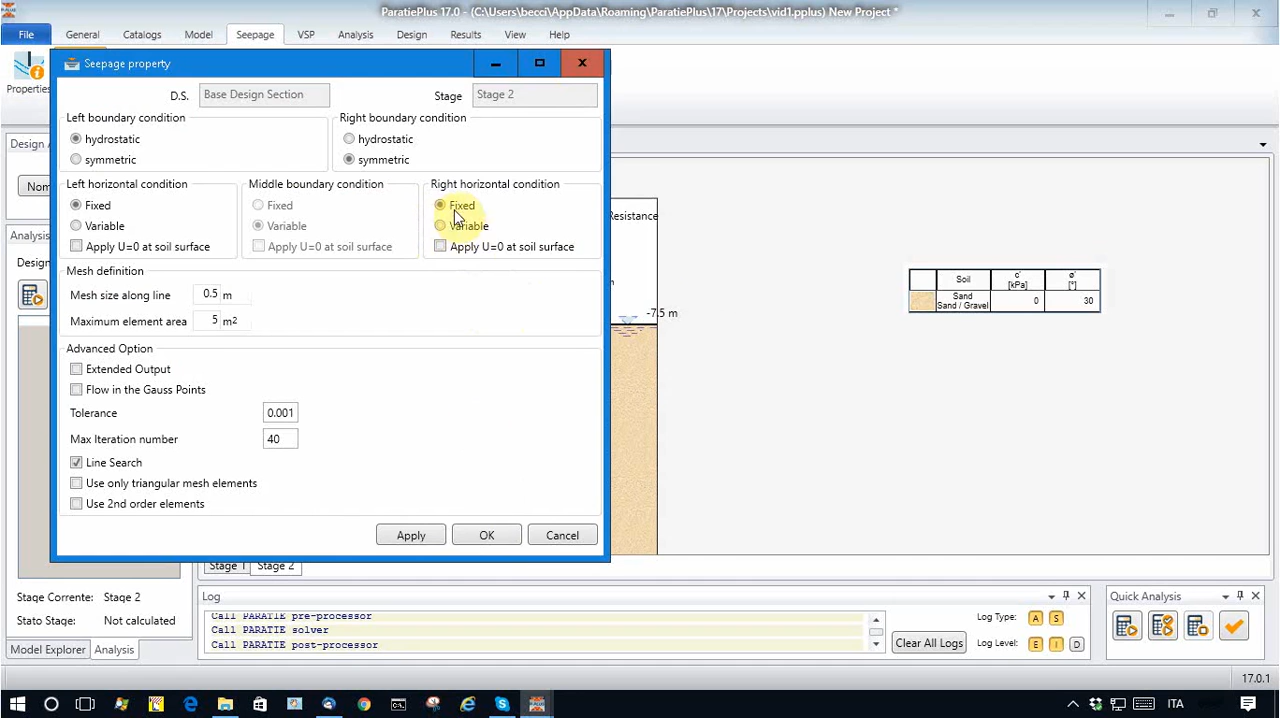 ParatiePlus 17.0 - (C:\Users\becci\AppData\Roaming\ParatiePlus\17\Projects\vid1.pplus) New Project *
File General Catalogs Model Seepage VSP Analysis Design Results View Help
Properties
Seepage property
D.S. Base Design Section Stage Stage 2
Left boundary condition Right boundary condition
hydrostatic hydrostatic
symmetric symmetric
Left horizontal condition Middle boundary condition Right horizontal condition
Fixed Fixed Fixed
Variable Variable Variable
Apply U=0 at soil surface Apply U=0 at soil surface Apply U=0 at soil surface
Mesh definition
Mesh size along line 0.5 m
Maximum element area 5 m2
Advanced Option
Extended Output
Flow in the Gauss Points
Tolerance 0.001
Max Iteration number 40
Line Search
Use only triangular mesh elements
Use 2nd order elements
Apply OK Cancel
Design A
Nom
Analysis
Design
Resistance
-7.5 m
Soil c' [kPa] ø' [°]
Sand
Sand / Gravel 0 30
Stage 1 Stage 2
Stage Corrente: Stage 2
Stato Stage: Not calculated
Model Explorer Analysis
Log
Call PARATIE pre-processor
Call PARATIE solver
Call PARATIE post-processor
Clear All Logs
Log Type: A S
Log Level: E I D
Quick Analysis
17.0.1
ITA